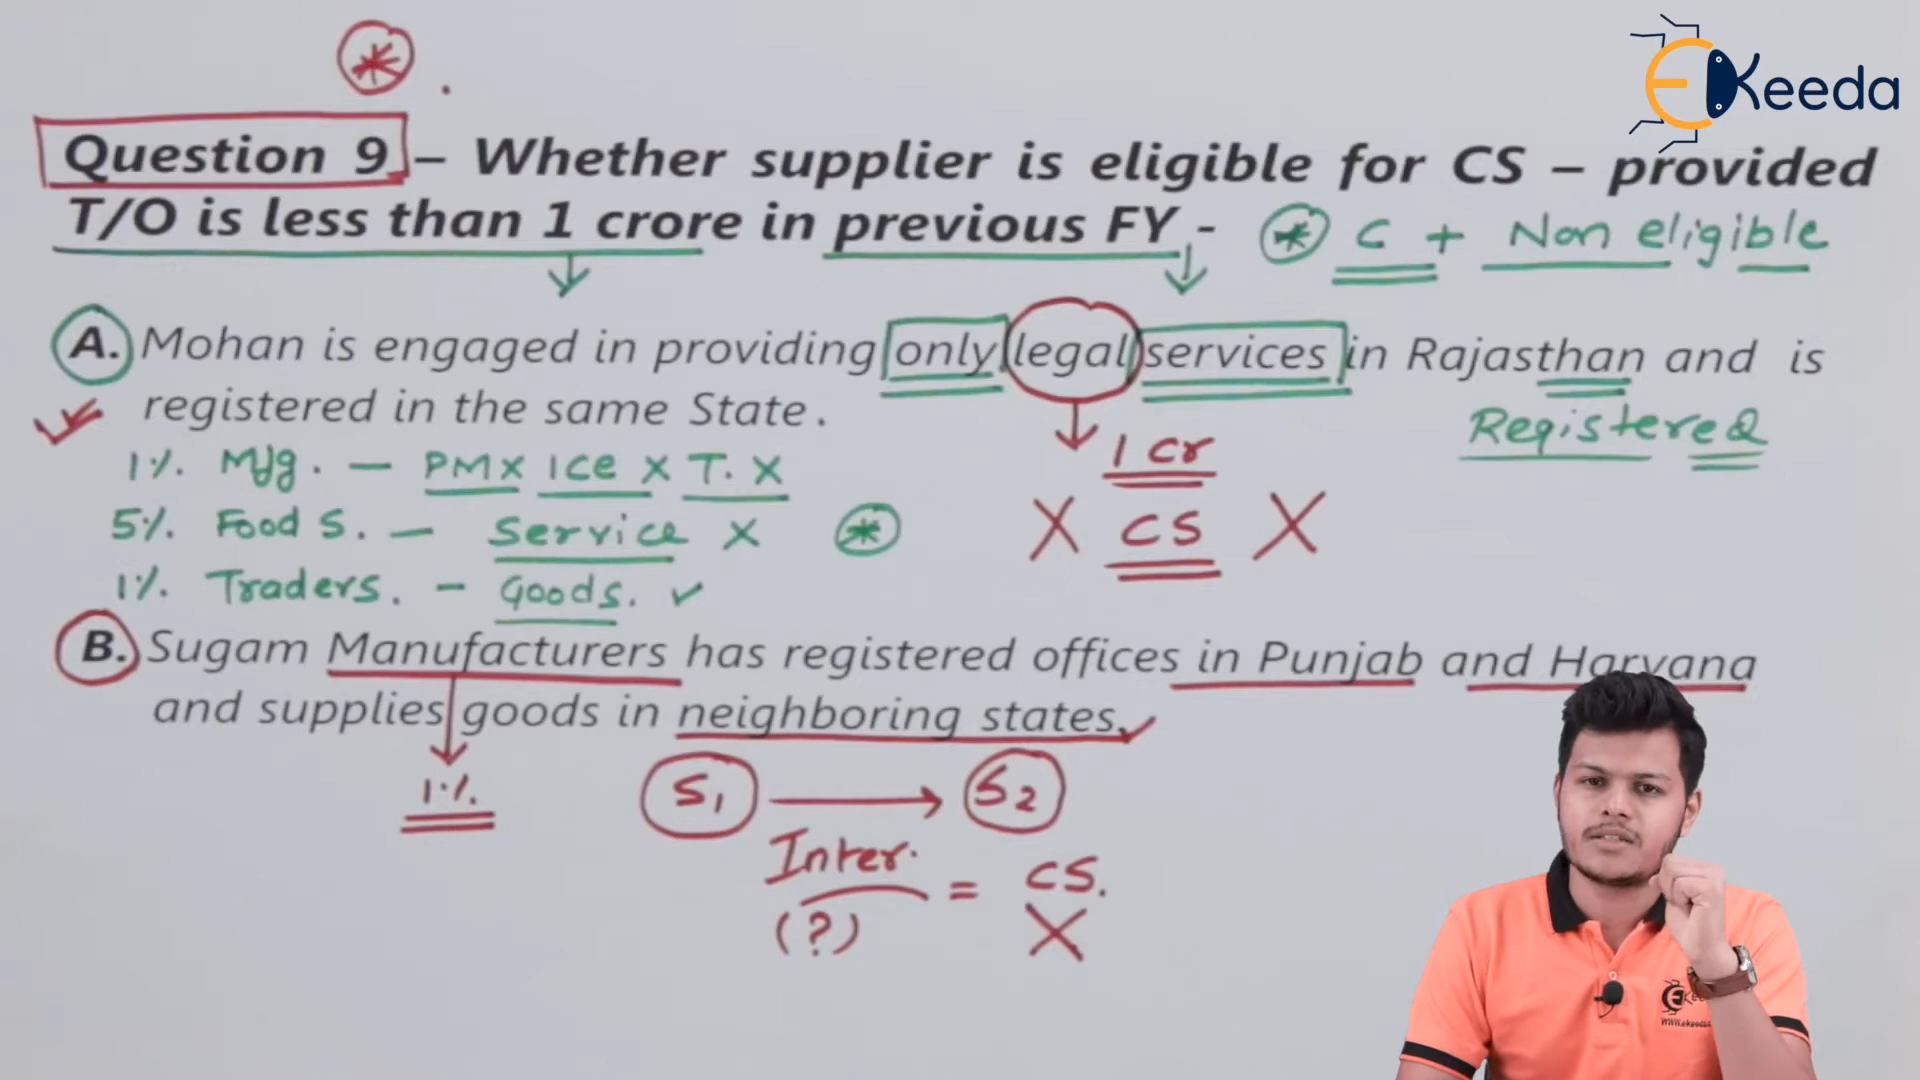 EKeeda
Question 9 – Whether supplier is eligible for CS – provided
T/O is less than 1 crore in previous FY - * C + Non eligible
A. Mohan is engaged in providing only legal services in Rajasthan and is
registered in the same State.
Registered
1 Cr
1% Mfg. — PM X ICE X T. X
X CS X
5% Food S. — Service X *
1% Traders. - Goods. ✓
B. Sugam Manufacturers has registered offices in Punjab and Haryana
and supplies goods in neighboring states.
1%
S1 → S2
Inter. = CS.
(?) X